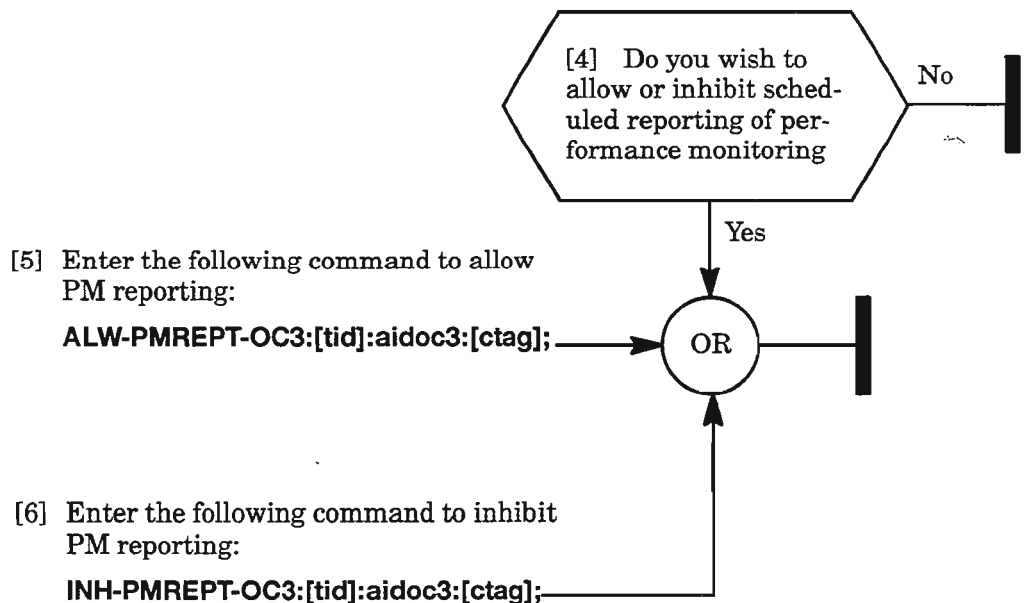 [4] Do you wish to
allow or inhibit sched-
uled reporting of per-
formance monitoring
No
Yes
[5] Enter the following command to allow
PM reporting:
ALW-PMREPT-OC3:[tid]:aidoc3:[ctag];
OR
[6] Enter the following command to inhibit
PM reporting:
INH-PMREPT-OC3:[tid]:aidoc3:[ctag];